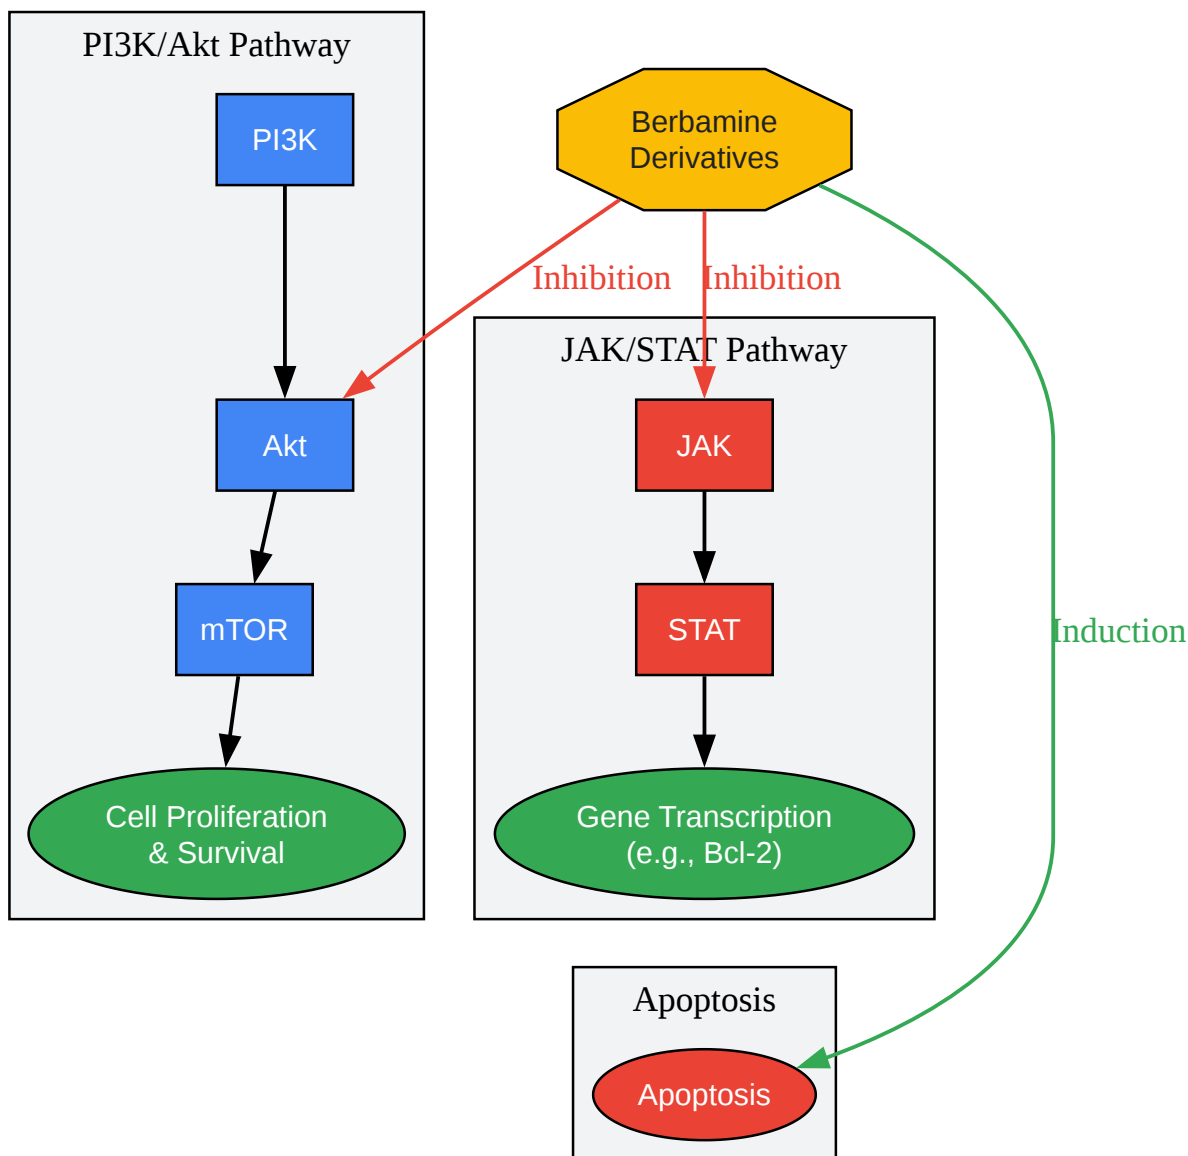 PI3K/Akt Pathway
PI3K
Berbamine
Derivatives
Inhibition
Inhibition
JAK/STAT Pathway
Akt
JAK
mTOR
STAT
Induction
Cell Proliferation
& Survival
Gene Transcription
(e.g., Bcl-2)
Apoptosis
Apoptosis